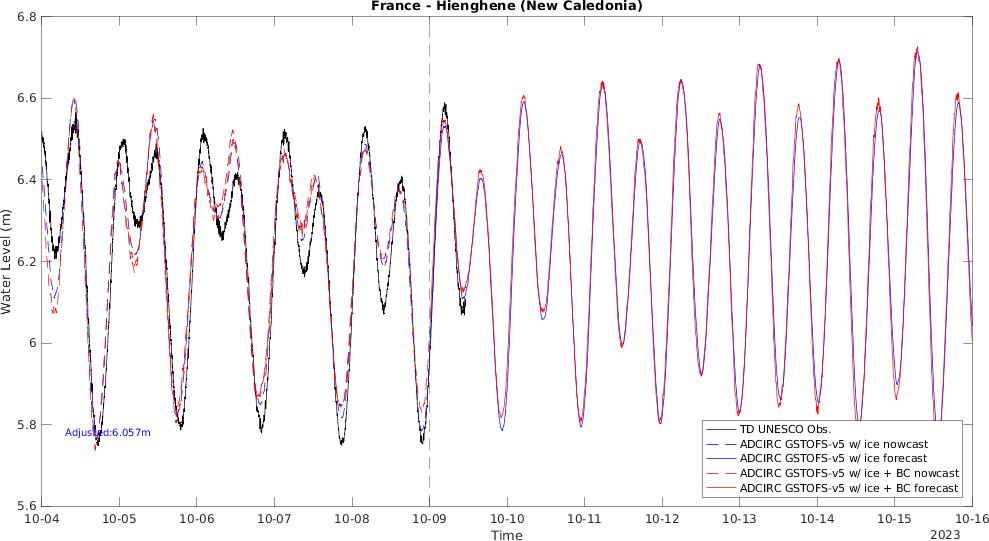 France - Hienghene (New Caledonia)
6.8
6.6
6.4
6.2
6
5.8
5.6
Water Level (m)
Adjusted:6.057m
TD UNESCO Obs.
ADCIRC GSTOFS-v5 w/ ice nowcast
ADCIRC GSTOFS-v5 w/ ice forecast
ADCIRC GSTOFS-v5 w/ ice + BC nowcast
ADCIRC GSTOFS-v5 w/ ice + BC forecast
10-04 10-05 10-06 10-07 10-08 10-09 10-10 10-11 10-12 10-13 10-14 10-15 10-16
Time
2023